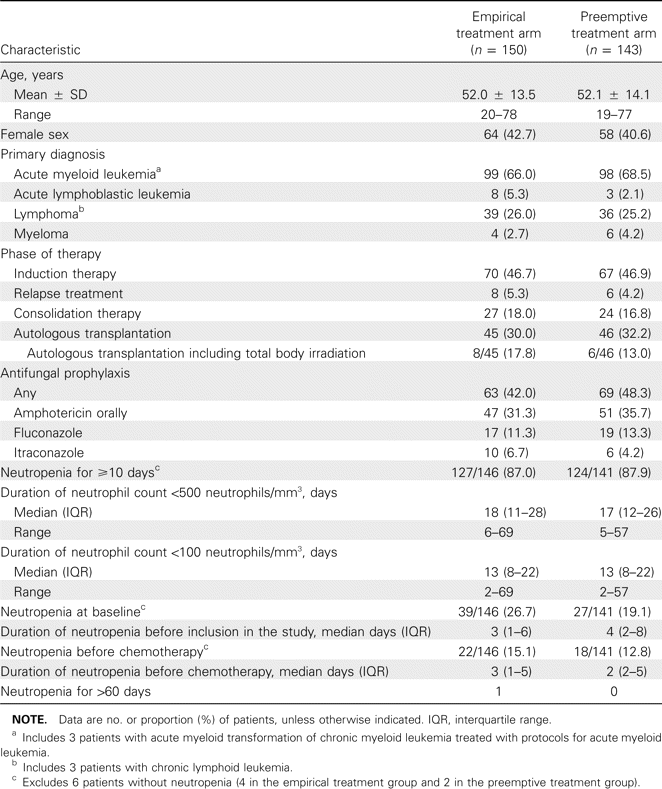 Empirical Preemptive
treatment arm treatment arm
Characteristic (n = 150) (n = 143)
Age, years
Mean ± SD 52.0 ± 13.5 52.1 ± 14.1
Range 20–78 19–77
Female sex 64 (42.7) 58 (40.6)
Primary diagnosis
Acute myeloid leukemiaᵃ 99 (66.0) 98 (68.5)
Acute lymphoblastic leukemia 8 (5.3) 3 (2.1)
Lymphomaᵇ 39 (26.0) 36 (25.2)
Myeloma 4 (2.7) 6 (4.2)
Phase of therapy
Induction therapy 70 (46.7) 67 (46.9)
Relapse treatment 8 (5.3) 6 (4.2)
Consolidation therapy 27 (18.0) 24 (16.8)
Autologous transplantation 45 (30.0) 46 (32.2)
Autologous transplantation including total body irradiation 8/45 (17.8) 6/46 (13.0)
Antifungal prophylaxis
Any 63 (42.0) 69 (48.3)
Amphotericin orally 47 (31.3) 51 (35.7)
Fluconazole 17 (11.3) 19 (13.3)
Itraconazole 10 (6.7) 6 (4.2)
Neutropenia for ⩾10 daysᶜ 127/146 (87.0) 124/141 (87.9)
Duration of neutrophil count <500 neutrophils/mm³, days
Median (IQR) 18 (11–28) 17 (12–26)
Range 6–69 5–57
Duration of neutrophil count <100 neutrophils/mm³, days
Median (IQR) 13 (8–22) 13 (8–22)
Range 2–69 2–57
Neutropenia at baselineᶜ 39/146 (26.7) 27/141 (19.1)
Duration of neutropenia before inclusion in the study, median days (IQR) 3 (1–6) 4 (2–8)
Neutropenia before chemotherapyᶜ 22/146 (15.1) 18/141 (12.8)
Duration of neutropenia before chemotherapy, median days (IQR) 3 (1–5) 2 (2–5)
Neutropenia for >60 days 1 0
NOTE. Data are no. or proportion (%) of patients, unless otherwise indicated. IQR, interquartile range.
ᵃ Includes 3 patients with acute myeloid transformation of chronic myeloid leukemia treated with protocols for acute myeloid
leukemia.
ᵇ Includes 3 patients with chronic lymphoid leukemia.
ᶜ Excludes 6 patients without neutropenia (4 in the empirical treatment group and 2 in the preemptive treatment group).